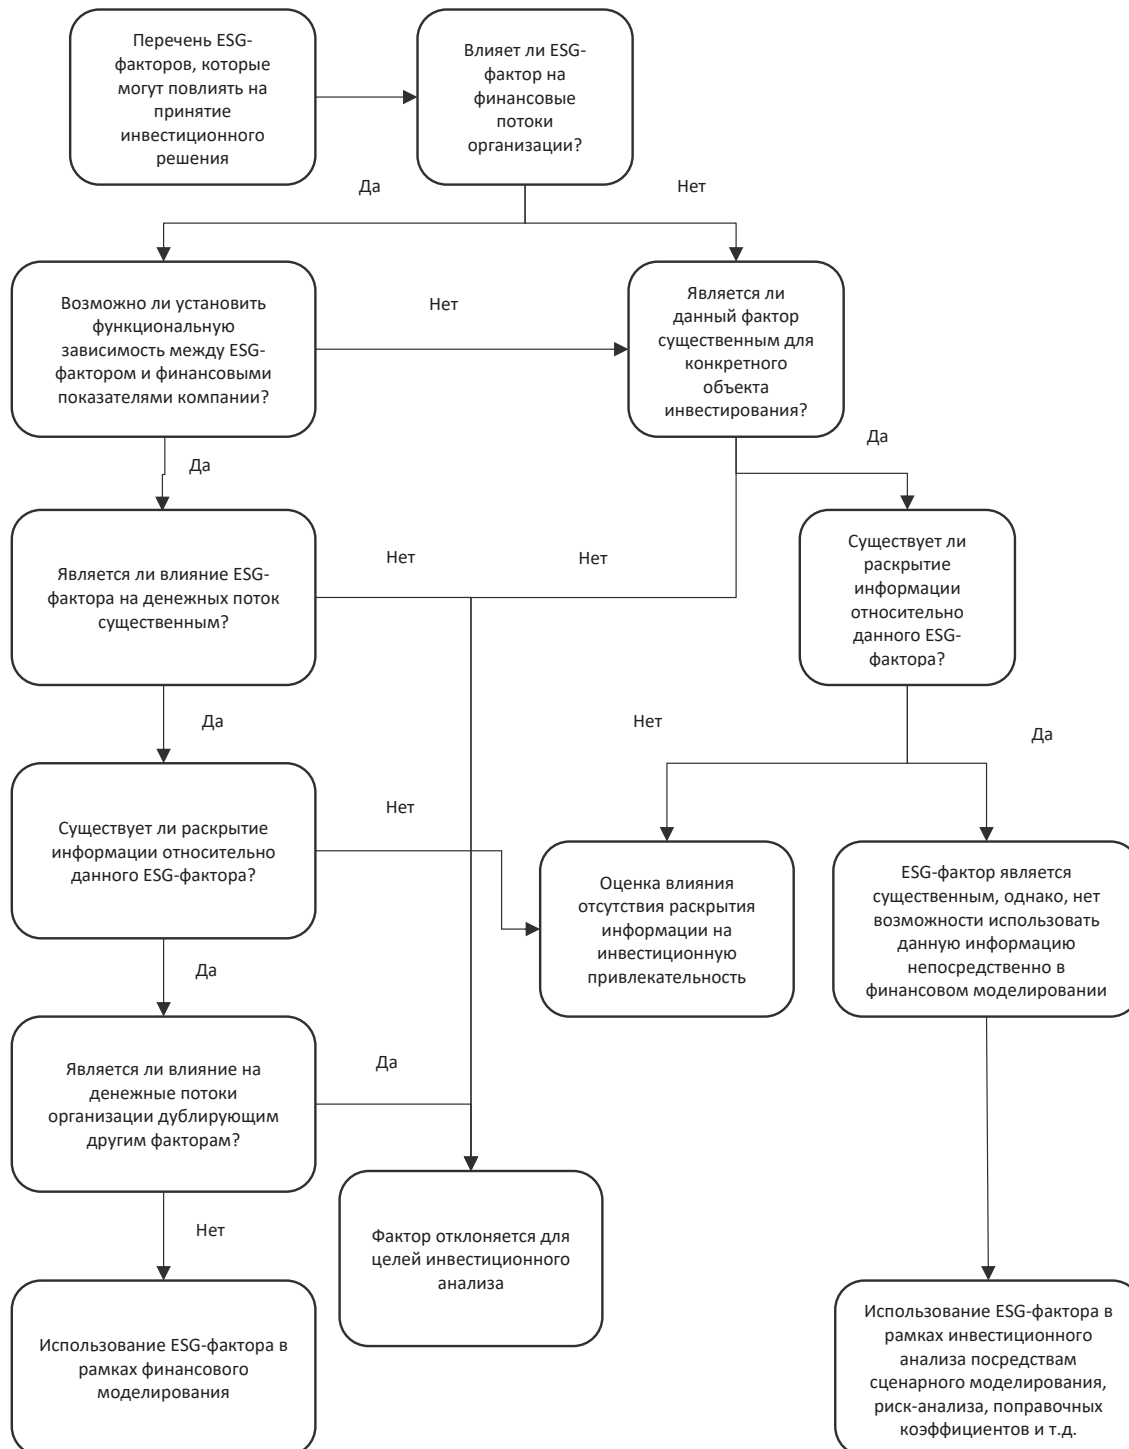 Перечень ESG-
факторов, которые
могут повлиять на
принятие
инвестиционного
решения
Влияет ли ESG-
фактор на
финансовые
потоки
организации?
Да
Нет
Возможно ли установить
функциональную
зависимость между ESG-
фактором и финансовыми
показателями компании?
Нет
Является ли
данный фактор
существенным для
конкретного
объекта
инвестирования?
Да
Да
Является ли влияние ESG-
фактора на денежных поток
существенным?
Нет
Нет
Существует ли
раскрытие
информации
относительно
данного ESG-
фактора?
Да
Нет
Да
Существует ли раскрытие
информации относительно
данного ESG-фактора?
Нет
Оценка влияния
отсутствия раскрытия
информации на
инвестиционную
привлекательность
ESG-фактор является
существенным, однако, нет
возможности использовать
данную информацию
непосредственно в
финансовом моделировании
Да
Является ли влияние на
денежные потоки
организации дублирующим
другим факторам?
Да
Нет
Фактор отклоняется для
целей инвестиционного
анализа
Использование ESG-фактора в
рамках финансового
моделирования
Использование ESG-фактора в
рамках инвестиционного
анализа посредствам
сценарного моделирования,
риск-анализа, поправочных
коэффициентов и т.д.